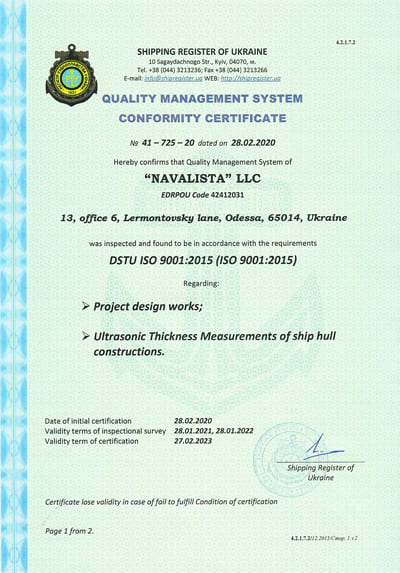 4.2.1.7.2
SHIPPING REGISTER OF UKRAINE
10 Sagaydachnogo Str., Kyiv, 04070, w.
Tel. +38 (044) 3213236; Fax +38 (044) 3213266
E-mail: info@shipregister.ua WEB: http://shipregister.ua
QUALITY MANAGEMENT SYSTEM
CONFORMITY CERTIFICATE
№ 41 – 725 – 20 dated on 28.02.2020
Hereby confirms that Quality Management System of
“NAVALISTA” LLC
EDRPOU Code 42412031
13, office 6, Lermontovsky lane, Odessa, 65014, Ukraine
was inspected and found to be in accordance with the requirements
DSTU ISO 9001:2015 (ISO 9001:2015)
Regarding:
➢ Project design works;
➢ Ultrasonic Thickness Measurements of ship hull
constructions.
Date of initial certification 28.02.2020
Validity terms of inspectional survey 28.01.2021, 28.01.2022
Validity term of certification 27.02.2023
Shipping Register of
Ukraine
Certificate lose validity in case of fail to fulfill Condition of certification
Page 1 from 2.
4.2.1.7.2/12.2015/Стор. 1 з 2